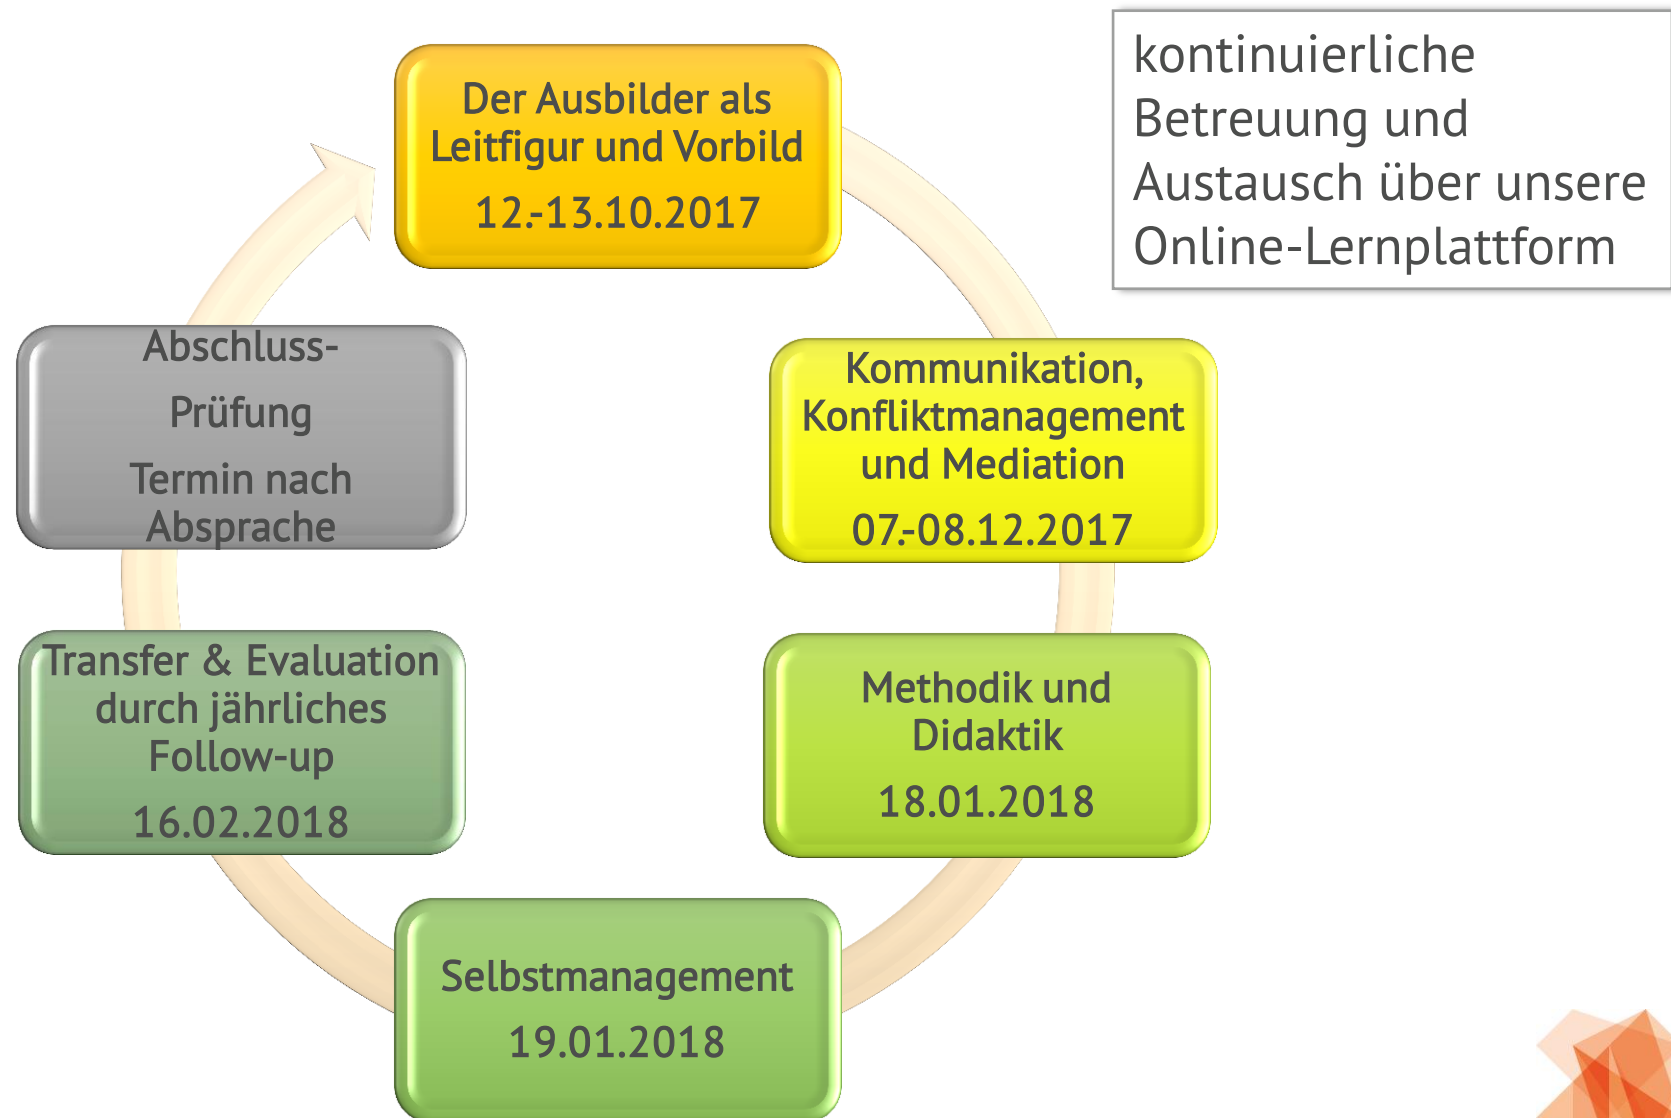 Der Ausbilder als
Leitfigur und Vorbild
12.-13.10.2017
kontinuierliche
Betreuung und
Austausch über unsere
Online-Lernplattform
Kommunikation,
Konfliktmanagement
und Mediation
07.-08.12.2017
Methodik und
Didaktik
18.01.2018
Selbstmanagement
19.01.2018
Transfer & Evaluation
durch jährliches
Follow-up
16.02.2018
Abschluss-
Prüfung
Termin nach
Absprache